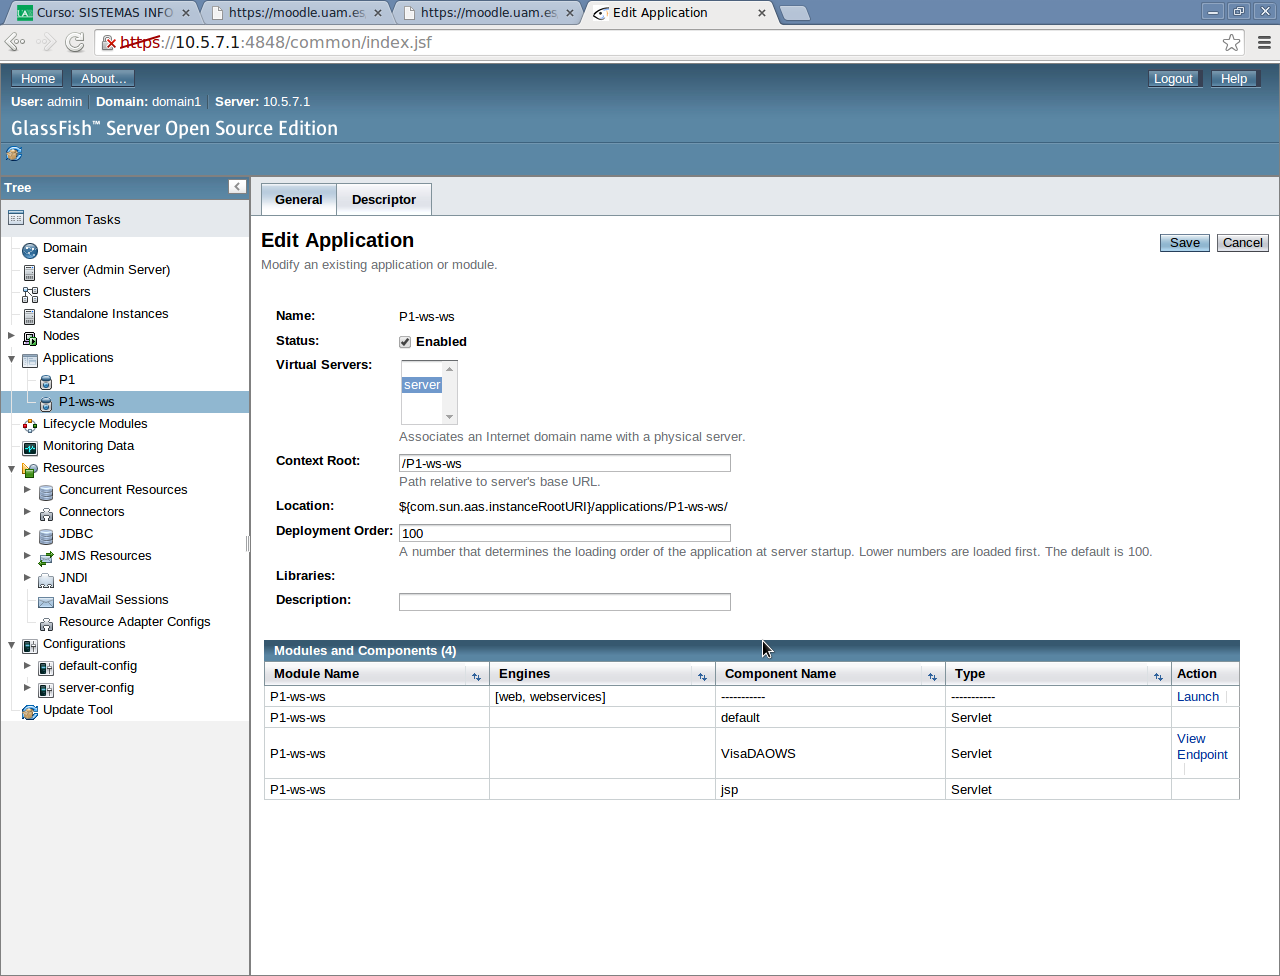 Curso: SISTEMAS INFO
https://moodle.uam.es
https://moodle.uam.es
Edit Application
https://10.5.7.1:4848/common/index.jsf
Home
About...
Logout
Help
User: admin
Domain: domain1
Server: 10.5.7.1
GlassFish™ Server Open Source Edition
Tree
Common Tasks
Domain
server (Admin Server)
Clusters
Standalone Instances
Nodes
Applications
P1
P1-ws-ws
Lifecycle Modules
Monitoring Data
Resources
Concurrent Resources
Connectors
JDBC
JMS Resources
JNDI
JavaMail Sessions
Resource Adapter Configs
Configurations
default-config
server-config
Update Tool
General
Descriptor
Edit Application
Save
Cancel
Modify an existing application or module.
Name: P1-ws-ws
Status: Enabled
Virtual Servers: server
Associates an Internet domain name with a physical server.
Context Root: /P1-ws-ws
Path relative to server's base URL.
Location: ${com.sun.aas.instanceRootURI}/applications/P1-ws-ws/
Deployment Order: 100
A number that determines the loading order of the application at server startup. Lower numbers are loaded first. The default is 100.
Libraries:
Description:
Modules and Components (4)
Module Name Engines Component Name Type Action
P1-ws-ws [web, webservices] ----------- ----------- Launch
P1-ws-ws default Servlet
P1-ws-ws VisaDAOWS Servlet View Endpoint
P1-ws-ws jsp Servlet